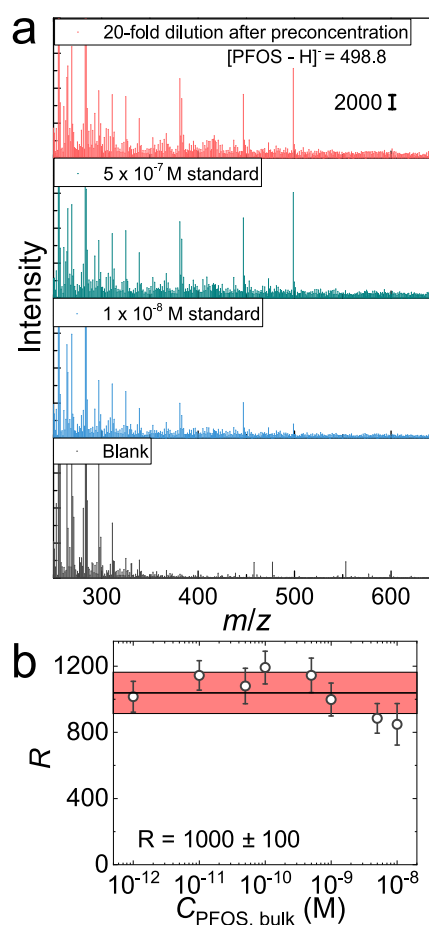 a
20-fold dilution after preconcentration
[PFOS - H]⁻ = 498.8
2000
5 x 10⁻⁷ M standard
1 x 10⁻⁸ M standard
Blank
Intensity
300 400 500 600
m/z
b
1200
800
400
0
R
R = 1000 ± 100
10⁻¹² 10⁻¹¹ 10⁻¹⁰ 10⁻⁹ 10⁻⁸
C_PFOS, bulk (M)